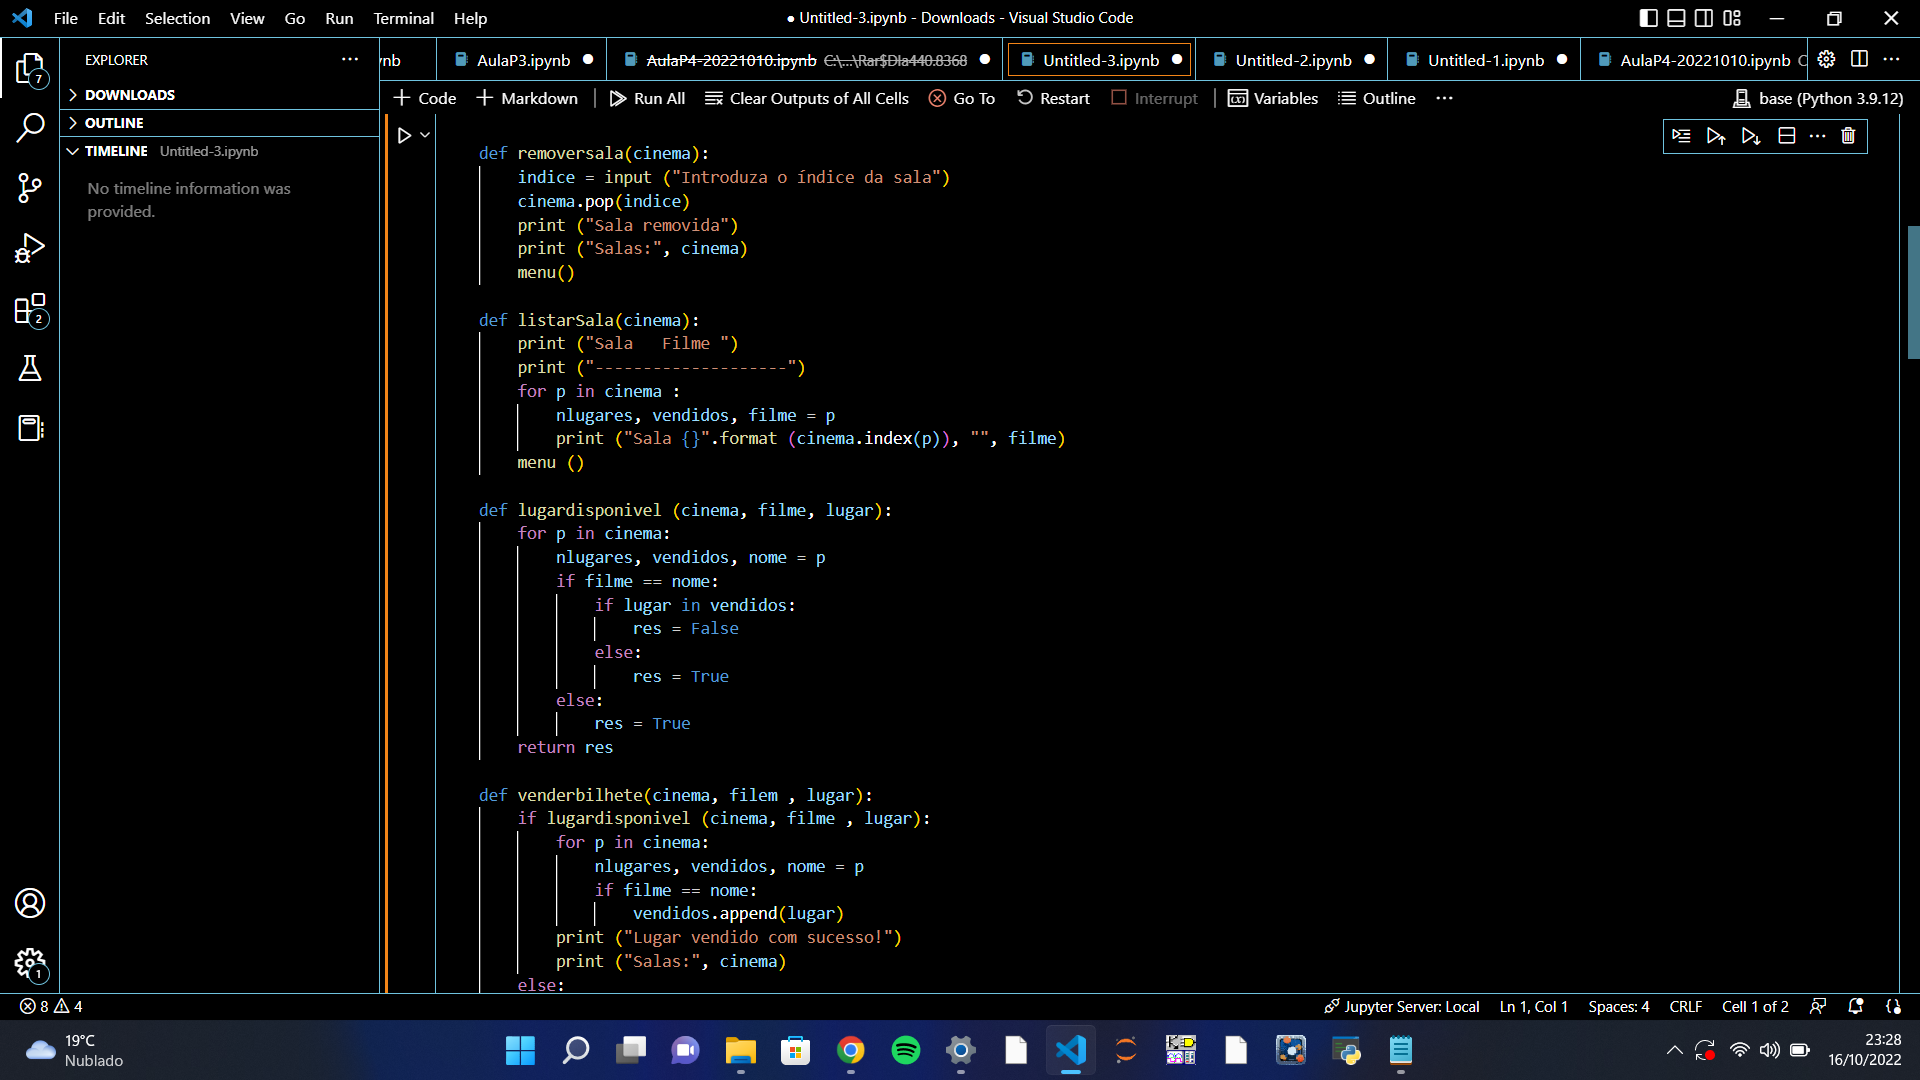 File Edit Selection View Go Run Terminal Help
● Untitled-3.ipynb - Downloads - Visual Studio Code
EXPLORER
nb AulaP3.ipynb AulaP4-20221010.ipynb C:\...\Rar$DIa440.8368 Untitled-3.ipynb Untitled-2.ipynb Untitled-1.ipynb AulaP4-20221010.ipynb C
DOWNLOADS
OUTLINE
TIMELINE Untitled-3.ipynb
No timeline information was
provided.
+ Code + Markdown Run All Clear Outputs of All Cells Go To Restart Interrupt Variables Outline ... base (Python 3.9.12)
def removersala(cinema):
    indice = input ("Introduza o índice da sala")
    cinema.pop(indice)
    print ("Sala removida")
    print ("Salas:", cinema)
    menu()
def listarSala(cinema):
    print ("Sala   Filme ")
    print ("--------------------")
    for p in cinema :
        nlugares, vendidos, filme = p
        print ("Sala {}".format (cinema.index(p)), "", filme)
    menu ()
def lugardisponivel (cinema, filme, lugar):
    for p in cinema:
        nlugares, vendidos, nome = p
        if filme == nome:
            if lugar in vendidos:
                res = False
            else:
                res = True
        else:
            res = True
    return res
def venderbilhete(cinema, filem , lugar):
    if lugardisponivel (cinema, filme , lugar):
        for p in cinema:
            nlugares, vendidos, nome = p
            if filme == nome:
                vendidos.append(lugar)
        print ("Lugar vendido com sucesso!")
        print ("Salas:", cinema)
    else:
7
2
1
8 4
Jupyter Server: Local Ln 1, Col 1 Spaces: 4 CRLF Cell 1 of 2
19°C
Nublado
23:28
16/10/2022